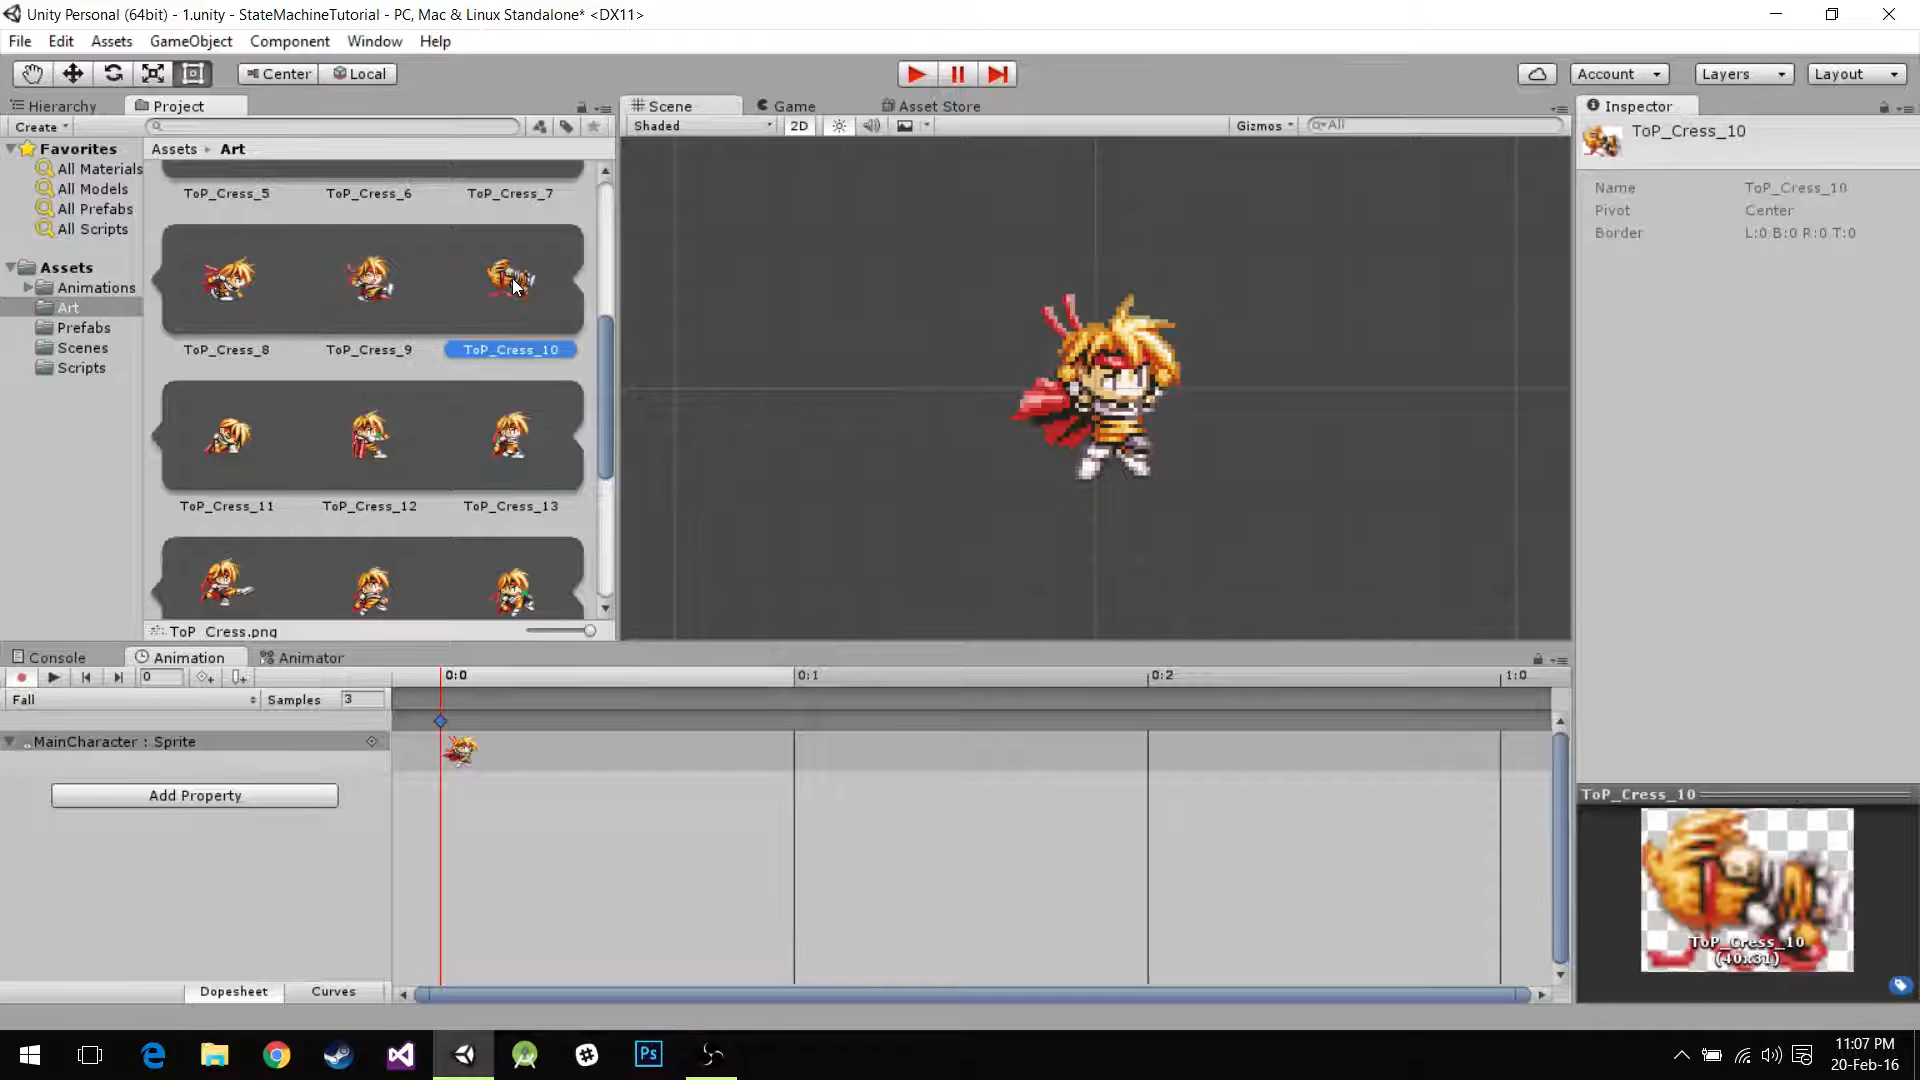 Unity Personal (64bit) - 1.unity - StateMachineTutorial - PC, Mac & Linux Standalone* <DX11>
File Edit Assets GameObject Component Window Help
Center Local Account Layers Layout
Hierarchy Project Scene Game Asset Store Inspector
Create Shaded 2D Gizmos All
ToP_Cress_10
Favorites Assets Art
All Materials
All Models
All Prefabs
All Scripts
Assets
Animations
Art
Prefabs
Scenes
Scripts
ToP_Cress_5 ToP_Cress_6 ToP_Cress_7
ToP_Cress_8 ToP_Cress_9 ToP_Cress_10
ToP_Cress_11 ToP_Cress_12 ToP_Cress_13
ToP_Cress.png
Name ToP_Cress_10
Pivot Center
Border L:0 B:0 R:0 T:0
Console Animation Animator
0 0:0 0:1 0:2 1:0
Fall Samples 3
MainCharacter : Sprite
Add Property
Dopesheet Curves
ToP_Cress_10
ToP_Cress_10
(40x31)
Ps
11:07 PM
20-Feb-16